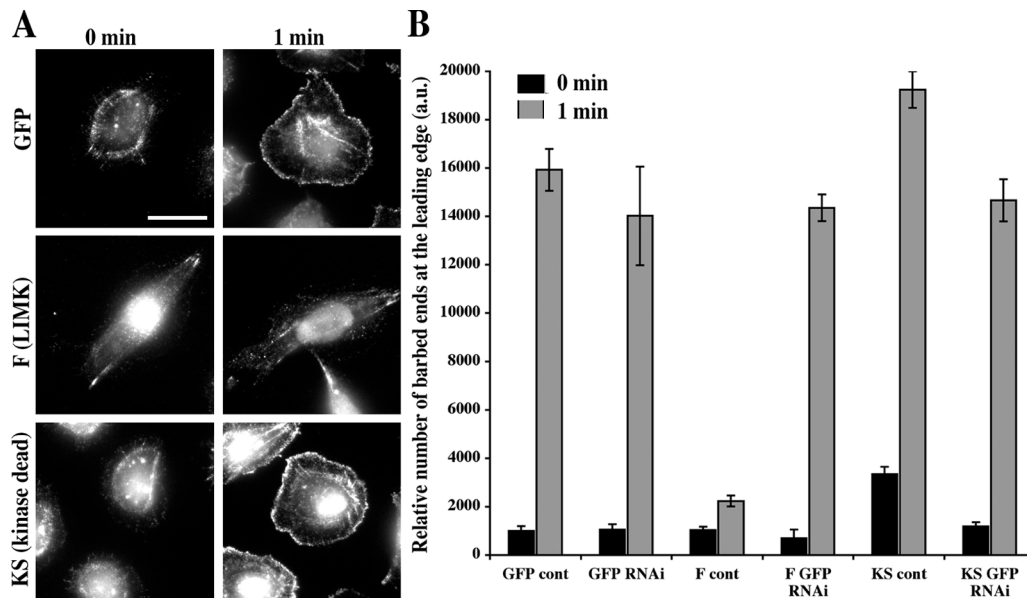 A
0 min
1 min
GFP
F (LIMK)
KS (kinase dead)
B
0 min
1 min
Relative number of barbed ends at the leading edge (a.u.)
20000
18000
16000
14000
12000
10000
8000
6000
4000
2000
0
GFP cont
GFP RNAi
F cont
F GFP
RNAi
KS cont
KS GFP
RNAi